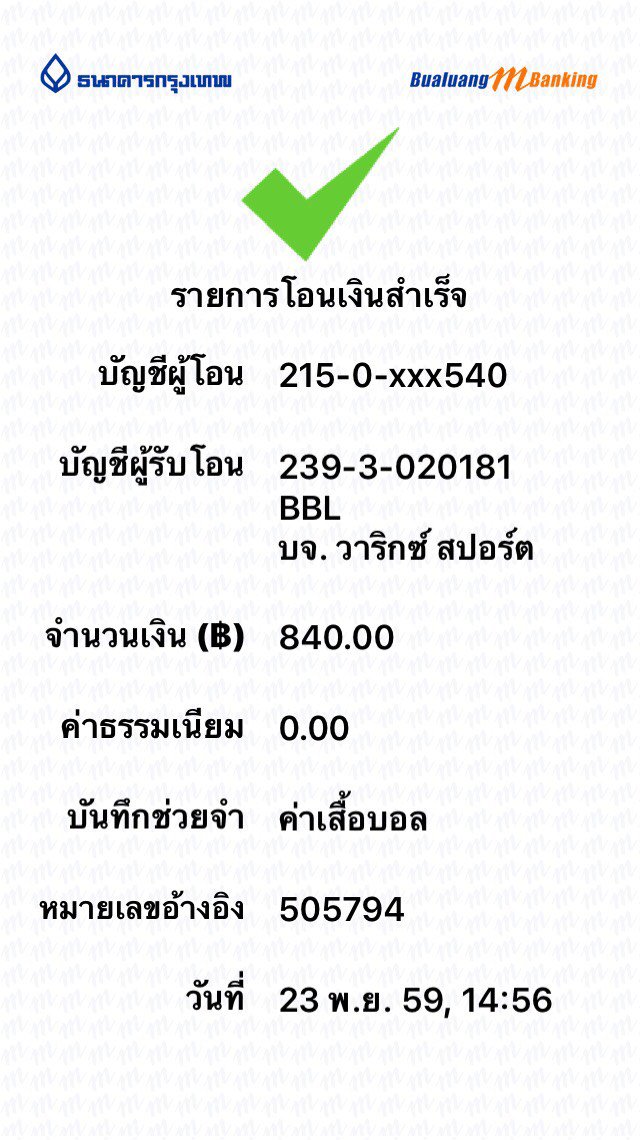 ธนาคารกรุงเทพ
Bualuang mBanking
รายการโอนเงินสำเร็จ
บัญชีผู้โอน 215-0-xxx540
บัญชีผู้รับโอน 239-3-020181
BBL
บจ. วาริกซ์ สปอร์ต
จำนวนเงิน (฿) 840.00
ค่าธรรมเนียม 0.00
บันทึกช่วยจำ ค่าเสื้อบอล
หมายเลขอ้างอิง 505794
วันที่ 23 พ.ย. 59, 14:56